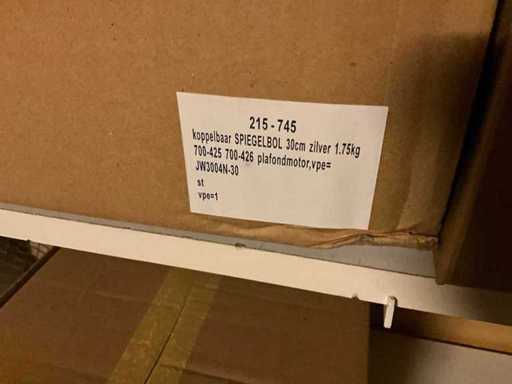 215-745
koppelbaar SPIEGELBOL 30cm zilver 1.75kg
700-425 700-426 plafondmotor,vpe=
JW3004N-30
st
vpe=1